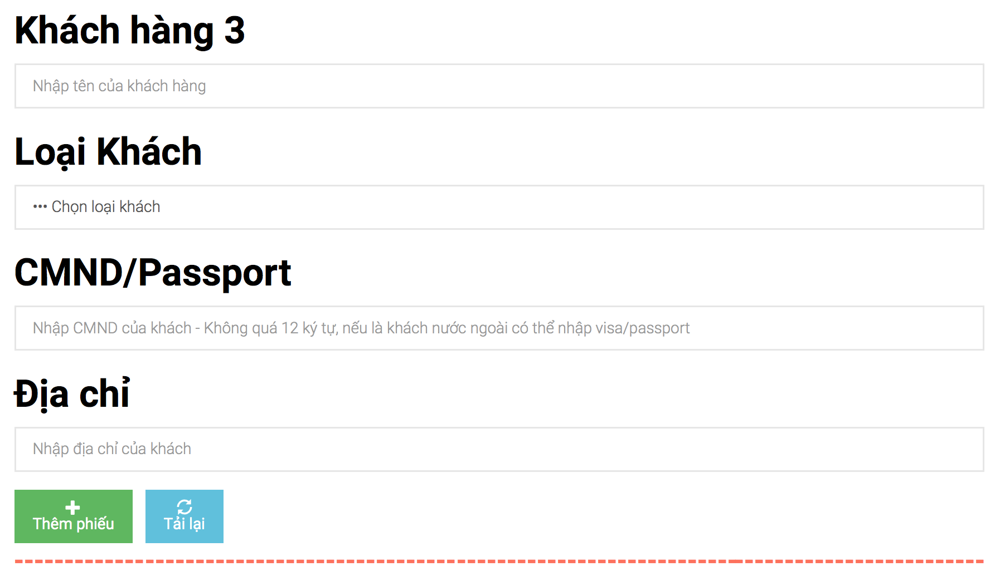 Khách hàng 3
Nhập tên của khách hàng
Loại Khách
••• Chọn loại khách
CMND/Passport
Nhập CMND của khách - Không quá 12 ký tự, nếu là khách nước ngoài có thể nhập visa/passport
Địa chỉ
Nhập địa chỉ của khách
Thêm phiếu
Tải lại